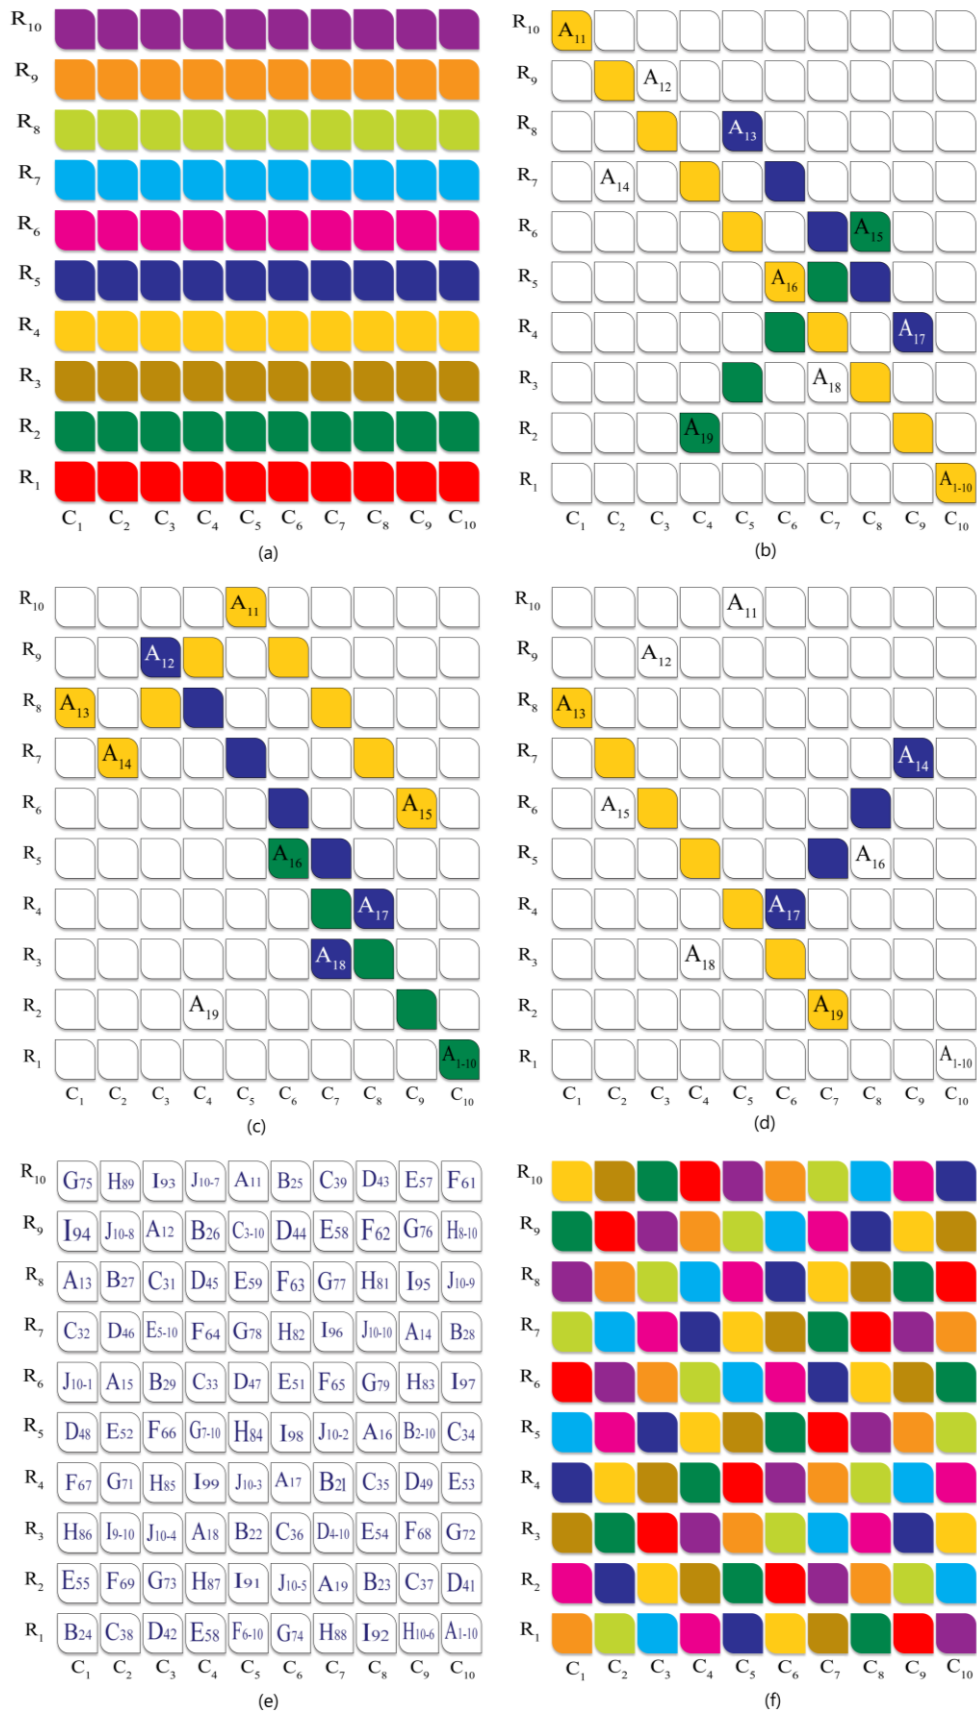 R10
R9
R8
R7
R6
R5
R4
R3
R2
R1
C1 C2 C3 C4 C5 C6 C7 C8 C9 C10
(a)
R10 A11
R9 A12
R8 A13
R7 A14
R6 A15
R5 A16
R4 A17
R3 A18
R2 A19
R1 A1-10
C1 C2 C3 C4 C5 C6 C7 C8 C9 C10
(b)
R10 A11
R9 A12
R8 A13
R7 A14
R6 A15
R5 A16
R4 A17
R3 A18
R2 A19
R1 A1-10
C1 C2 C3 C4 C5 C6 C7 C8 C9 C10
(c)
R10 A11
R9 A12
R8 A13
R7 A14
R6 A15
R5 A16
R4 A17
R3 A18
R2 A19
R1 A1-10
C1 C2 C3 C4 C5 C6 C7 C8 C9 C10
(d)
R10 G75 H89 I93 J10-7 A11 B25 C39 D43 E57 F61
R9 I94 J10-8 A12 B26 C3-10 D44 E58 F62 G76 H8-10
R8 A13 B27 C31 D45 E59 F63 G77 H81 I95 J10-9
R7 C32 D46 E5-10 F64 G78 H82 I96 J10-10 A14 B28
R6 J10-1 A15 B29 C33 D47 E51 F65 G79 H83 I97
R5 D48 E52 F66 G7-10 H84 I98 J10-2 A16 B2-10 C34
R4 F67 G71 H85 I99 J10-3 A17 B21 C35 D49 E53
R3 H86 I9-10 J10-4 A18 B22 C36 D4-10 E54 F68 G72
R2 E55 F69 G73 H87 I91 J10-5 A19 B23 C37 D41
R1 B24 C38 D42 E58 F6-10 G74 H88 I92 H10-6 A1-10
C1 C2 C3 C4 C5 C6 C7 C8 C9 C10
(e)
R10
R9
R8
R7
R6
R5
R4
R3
R2
R1
C1 C2 C3 C4 C5 C6 C7 C8 C9 C10
(f)